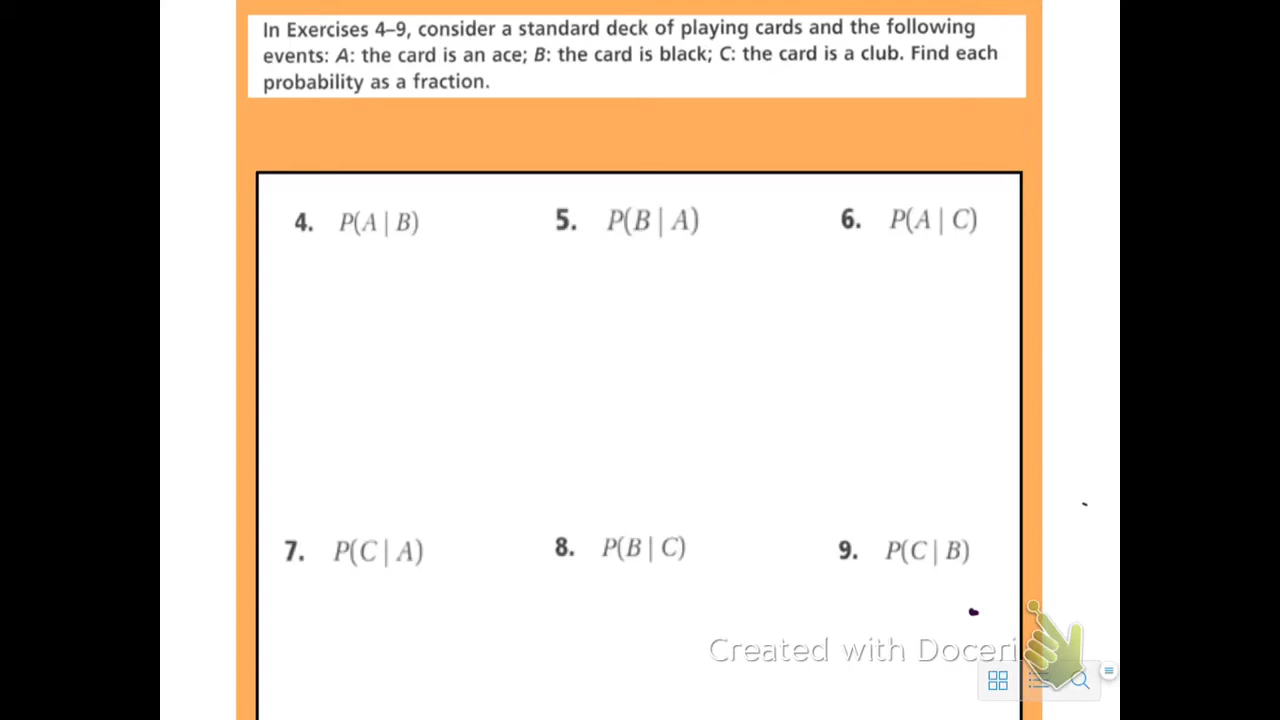 In Exercises 4–9, consider a standard deck of playing cards and the following
events: A: the card is an ace; B: the card is black; C: the card is a club. Find each
probability as a fraction.
4. P(A | B) 5. P(B | A) 6. P(A | C)
7. P(C | A) 8. P(B | C) 9. P(C | B)
Created with Doceri